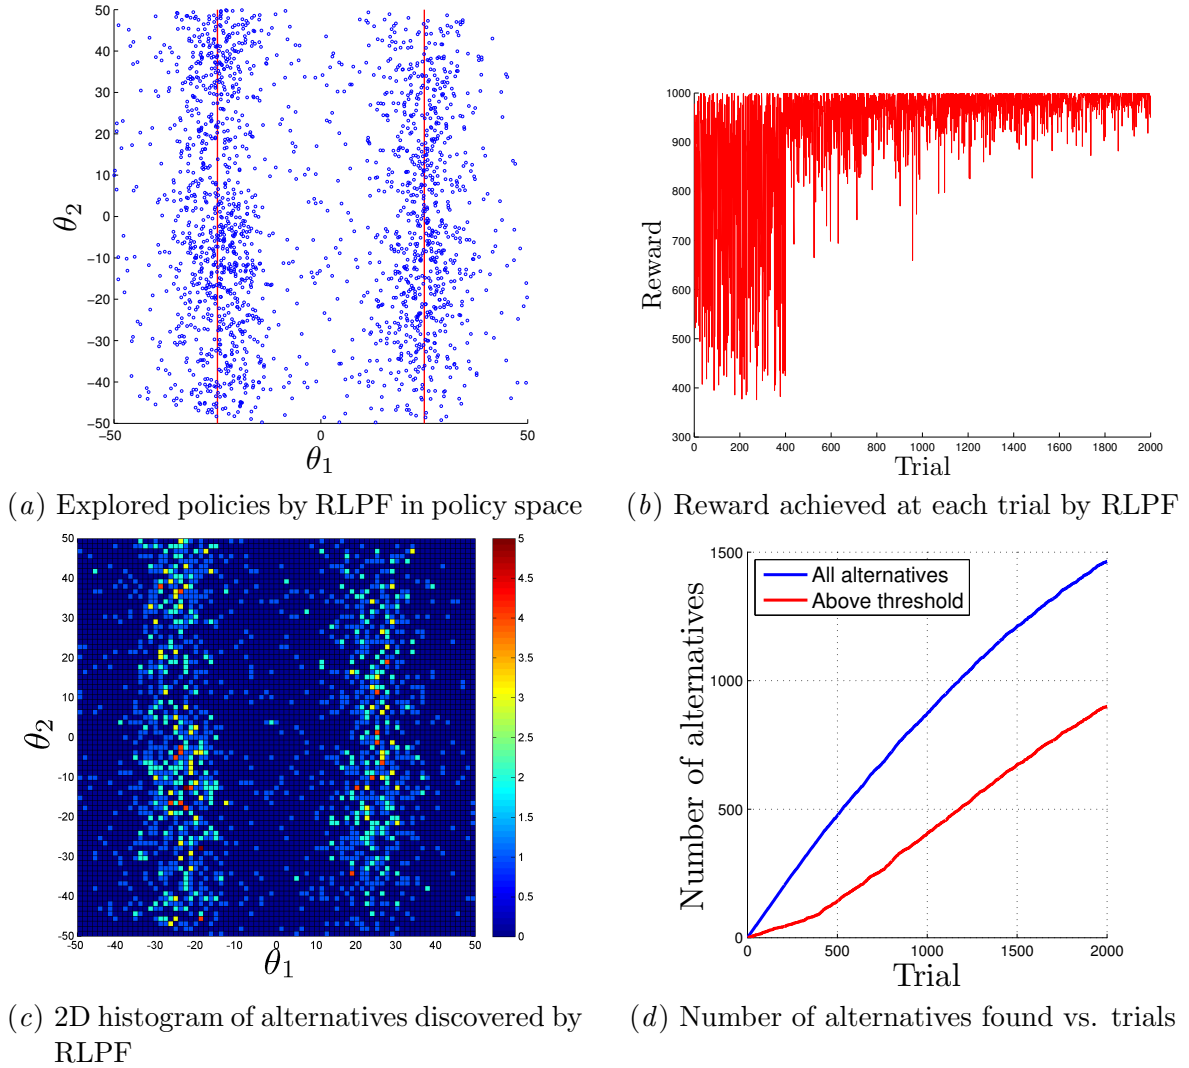 50
40
30
20
10
0
−10
−20
−30
−40
−50
θ2
−50 0 50
θ1
(a) Explored policies by RLPF in policy space
1000
900
800
700
600
500
400
300
Reward
0 200 400 600 800 1000 1200 1400 1600 1800 2000
Trial
(b) Reward achieved at each trial by RLPF
50
40
30
20
10
0
-10
-20
-30
-40
-50
θ2
-50 -40 -30 -20 -10 0 10 20 30 40 50
θ1
5
4.5
4
3.5
3
2.5
2
1.5
1
0.5
0
(c) 2D histogram of alternatives discovered by
RLPF
1500
1000
500
0
Number of alternatives
All alternatives
Above threshold
0 500 1000 1500 2000
Trial
(d) Number of alternatives found vs. trials